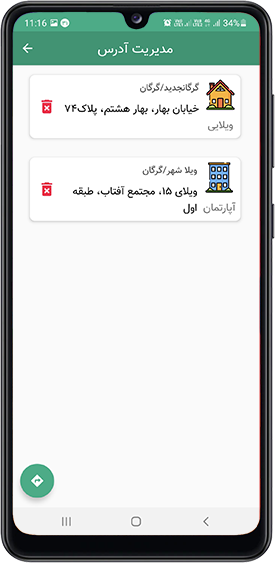 11:16 34%
مدیریت آدرس
گرگانجدید/گرگان
خیابان بهار، بهار هشتم، پلاک۷۴
ویلایی
ویلا شهر/گرگان
ویلای ۱۵، مجتمع آفتاب، طبقه
اول
آپارتمان